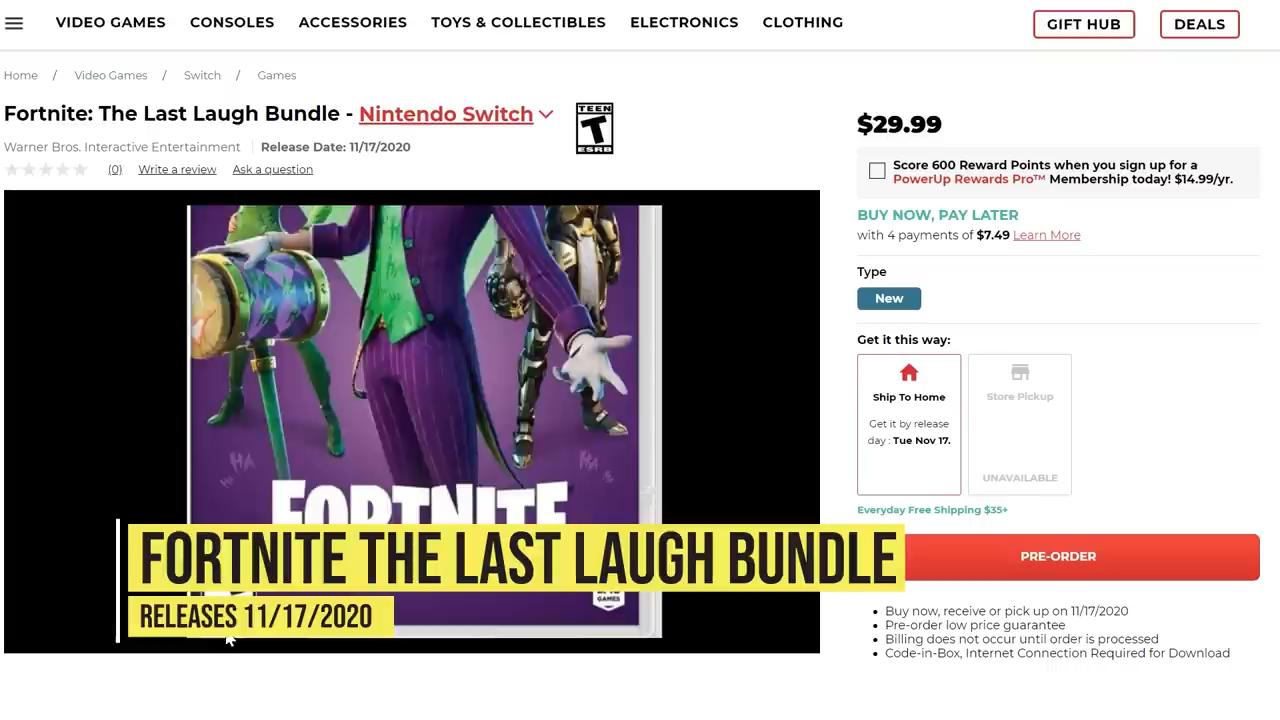 VIDEO GAMES CONSOLES ACCESSORIES TOYS & COLLECTIBLES ELECTRONICS CLOTHING GIFT HUB DEALS
Home / Video Games / Switch / Games
Fortnite: The Last Laugh Bundle - Nintendo Switch
TEEN
T
ESRB
Warner Bros. Interactive Entertainment Release Date: 11/17/2020
(0) Write a review Ask a question
$29.99
Score 600 Reward Points when you sign up for a
PowerUp Rewards Pro™ Membership today! $14.99/yr.
BUY NOW, PAY LATER
with 4 payments of $7.49 Learn More
Type
New
Get it this way:
Ship To Home
Get it by release
day : Tue Nov 17.
Store Pickup
UNAVAILABLE
Everyday Free Shipping $35+
PRE-ORDER
Buy now, receive or pick up on 11/17/2020
Pre-order low price guarantee
Billing does not occur until order is processed
Code-in-Box, Internet Connection Required for Download
HA
HA
FORTNITE
GAMES
FORTNITE THE LAST LAUGH BUNDLE
RELEASES 11/17/2020